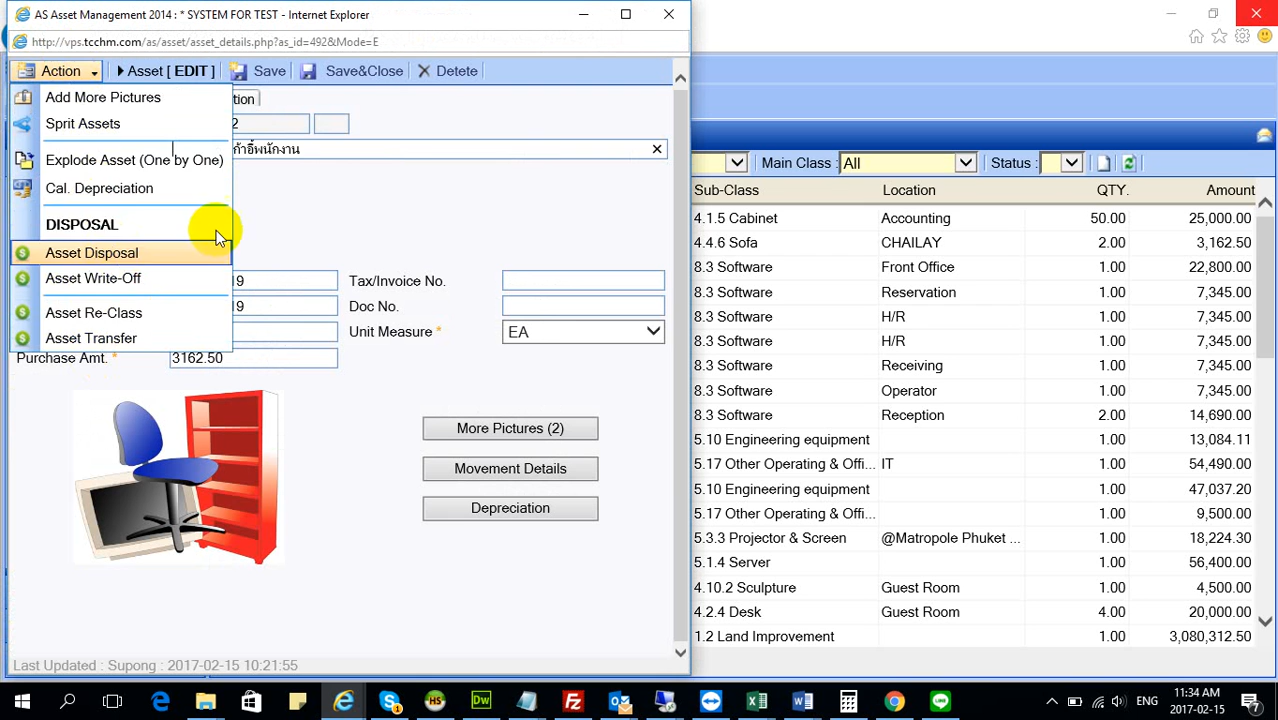 AS Asset Management 2014 : * SYSTEM FOR TEST - Internet Explorer
http://vps.tcchm.com/as/asset/asset_details.php?as_id=492&Mode=E
Action Asset [ EDIT ] Save Save&Close Delete
Add More Pictures
Sprit Assets
Explode Asset (One by One)
Cal. Depreciation
DISPOSAL
Asset Disposal
Asset Write-Off
Asset Re-Class
Asset Transfer
tion
2
ก้าอี้พนักงาน
19 Tax/Invoice No.
19 Doc No.
Unit Measure * EA
Purchase Amt. * 3162.50
More Pictures (2)
Movement Details
Depreciation
Last Updated : Supong : 2017-02-15 10:21:55
Main Class : All Status :
Sub-Class Location QTY. Amount
4.1.5 Cabinet Accounting 50.00 25,000.00
4.4.6 Sofa CHAILAY 2.00 3,162.50
8.3 Software Front Office 1.00 22,800.00
8.3 Software Reservation 1.00 7,345.00
8.3 Software H/R 1.00 7,345.00
8.3 Software H/R 1.00 7,345.00
8.3 Software Receiving 1.00 7,345.00
8.3 Software Operator 1.00 7,345.00
8.3 Software Reception 2.00 14,690.00
5.10 Engineering equipment 1.00 13,084.11
5.17 Other Operating & Offi... IT 1.00 54,490.00
5.10 Engineering equipment 1.00 47,037.20
5.17 Other Operating & Offi... 1.00 9,500.00
5.3.3 Projector & Screen @Matropole Phuket ... 1.00 18,224.30
5.1.4 Server 1.00 56,400.00
4.10.2 Sculpture Guest Room 1.00 4,500.00
4.2.4 Desk Guest Room 4.00 20,000.00
1.2 Land Improvement 1.00 3,080,312.50
ENG 11:34 AM
2017-02-15